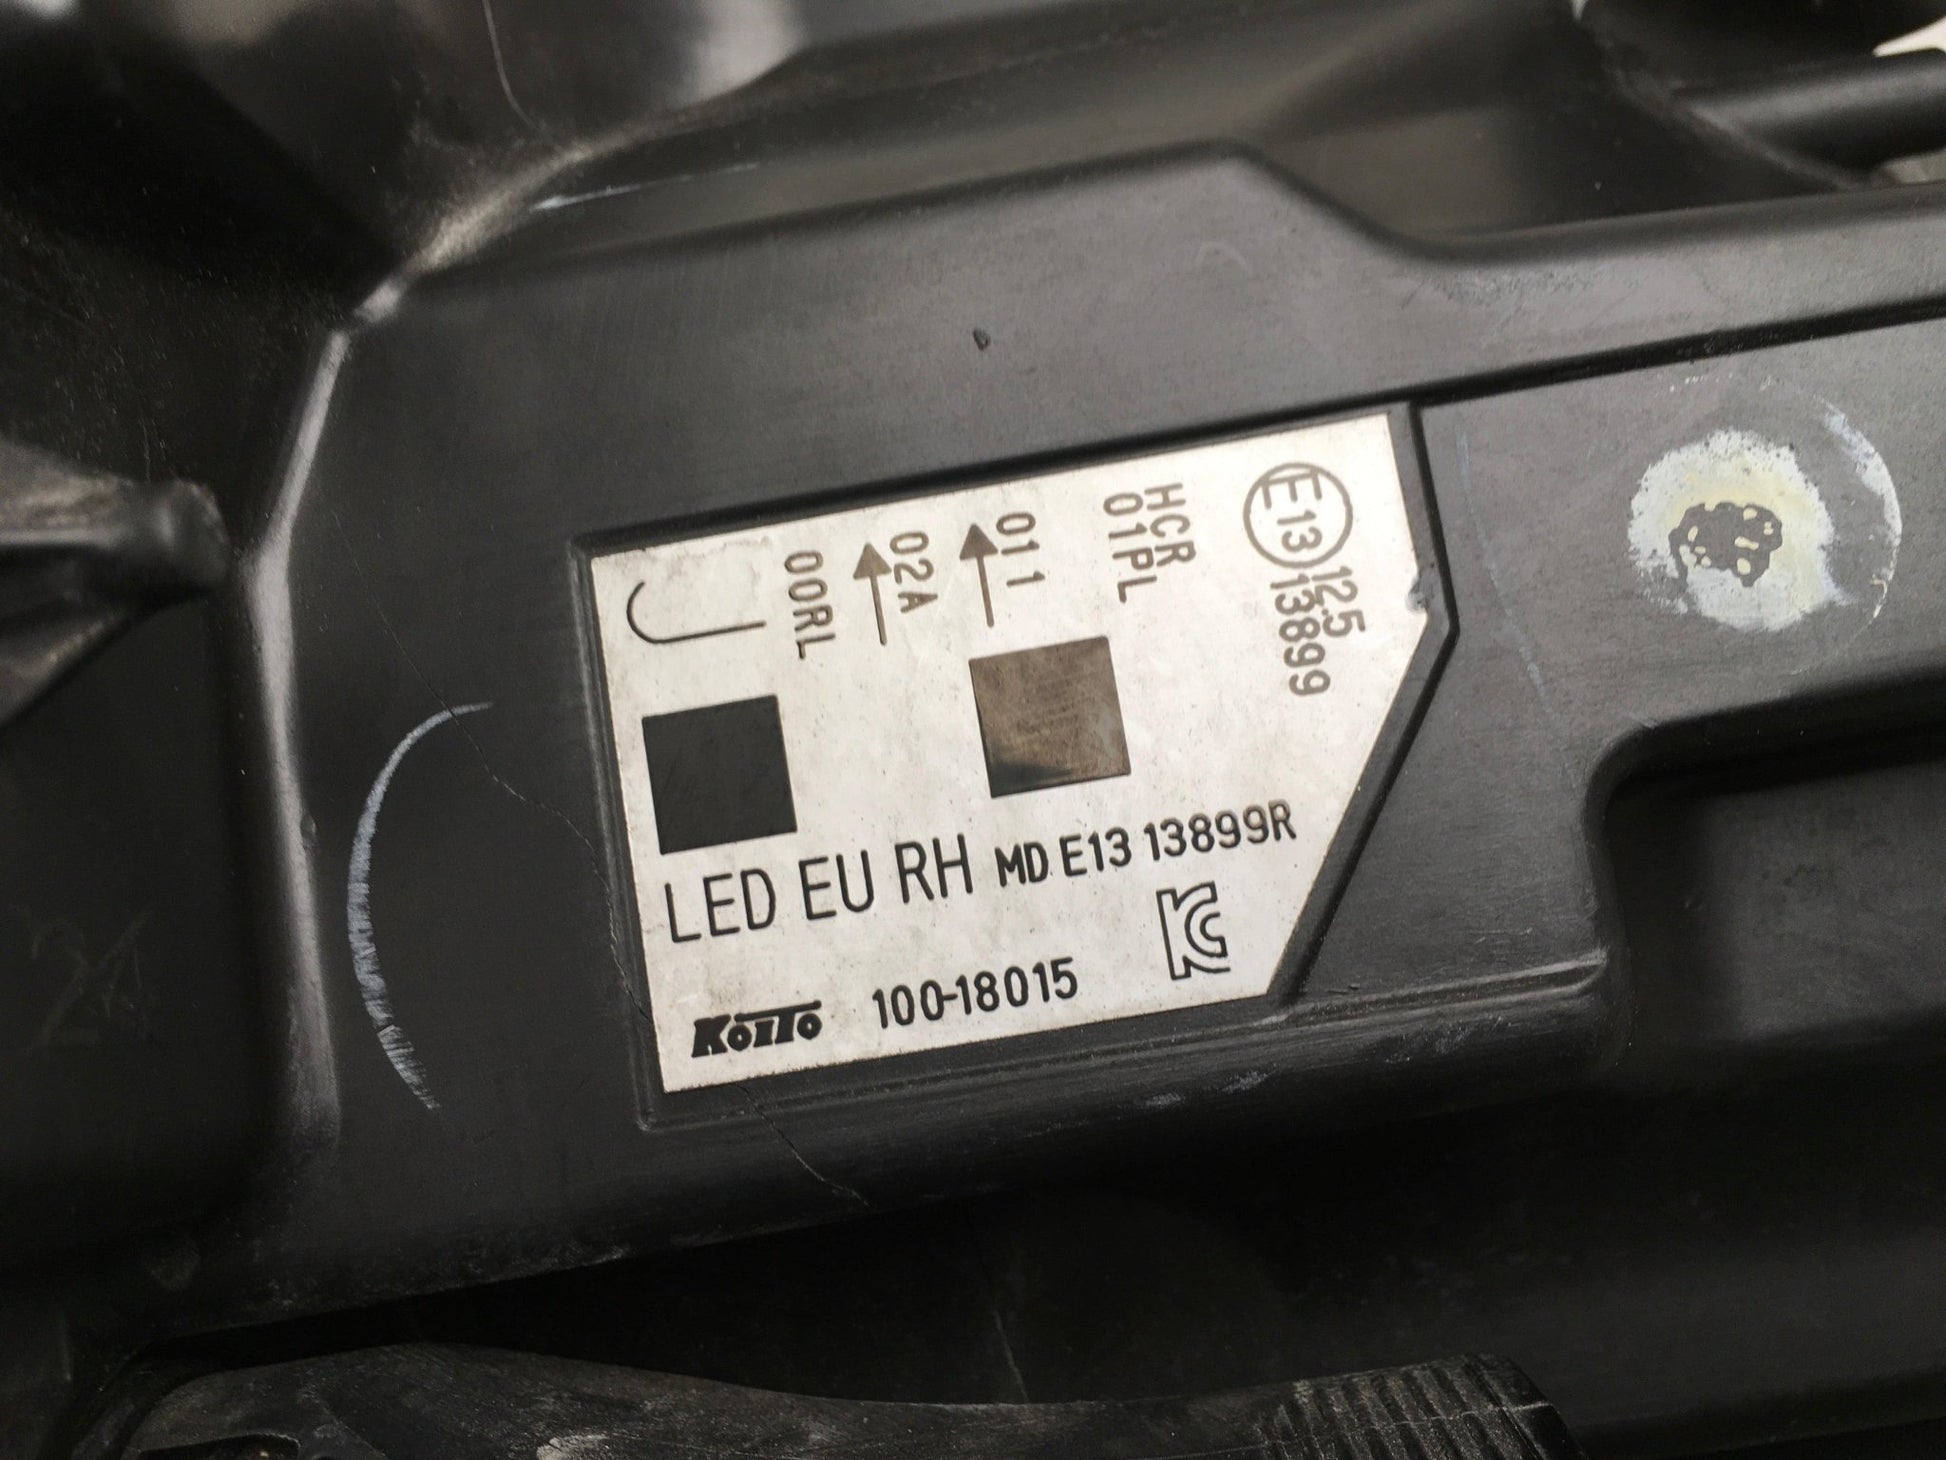 E13 12.5
13899
HCR
01PL
011
02A
00RL
J
LED EU RH MD E13 13899R
KOITO 100-18015